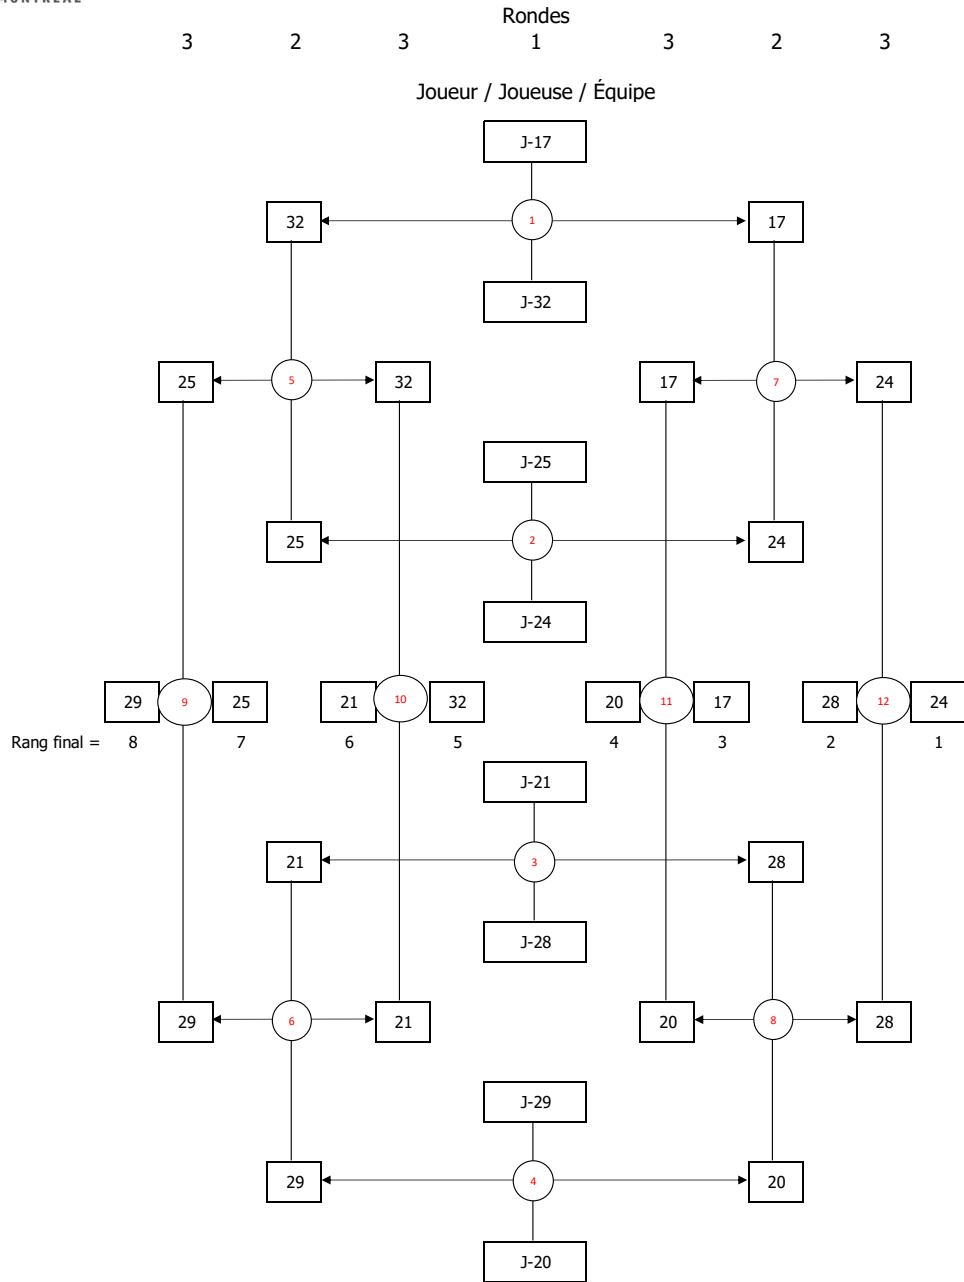 Rondes
3 2 3 1 3 2 3
Joueur / Joueuse / Équipe
J-17
32 1 17
J-32
25 5 32 17 7 24
J-25
25 2 24
J-24
29 9 25 21 10 32 20 11 17 28 12 24
Rang final = 8 7 6 5 4 3 2 1
J-21
21 3 28
J-28
29 6 21 20 8 28
J-29
29 4 20
J-20